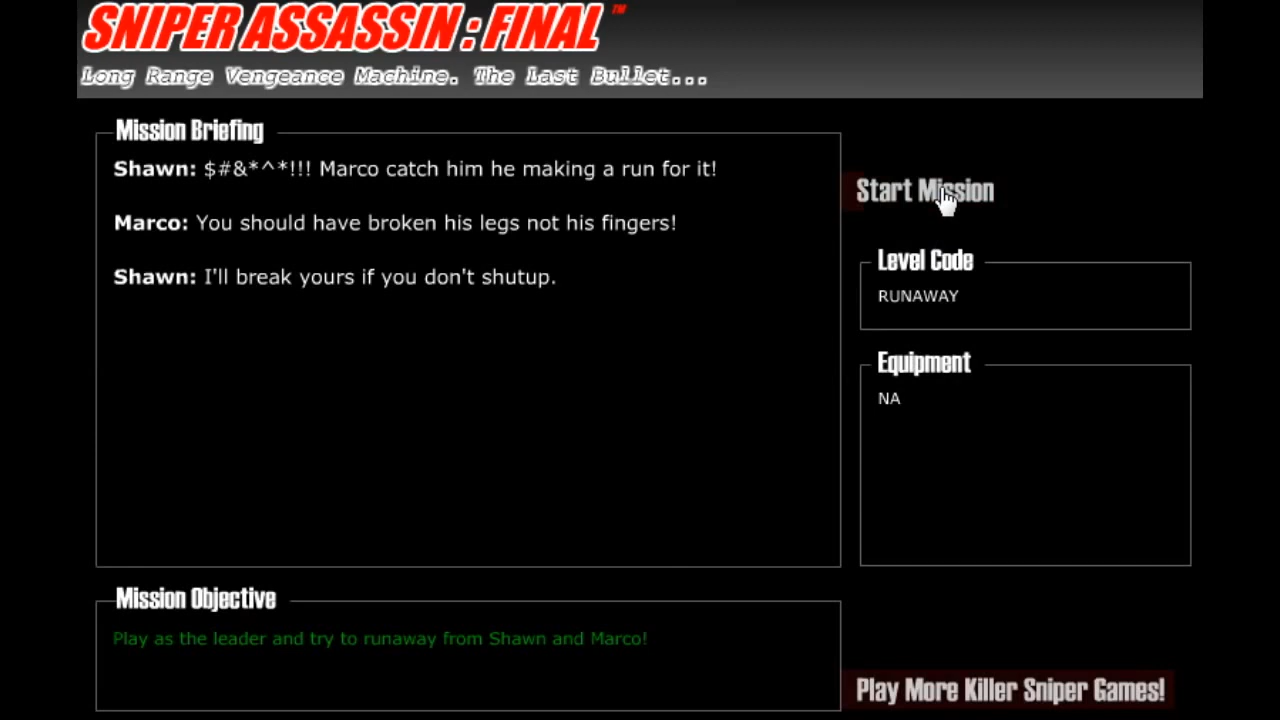 SNIPER ASSASSIN : FINAL ™
Long Range Vengeance Machine. The Last Bullet...
Mission Briefing
Shawn: $#&*^*!!! Marco catch him he making a run for it!
Marco: You should have broken his legs not his fingers!
Shawn: I'll break yours if you don't shutup.
Start Mission
Level Code
RUNAWAY
Equipment
NA
Mission Objective
Play as the leader and try to runaway from Shawn and Marco!
Play More Killer Sniper Games!